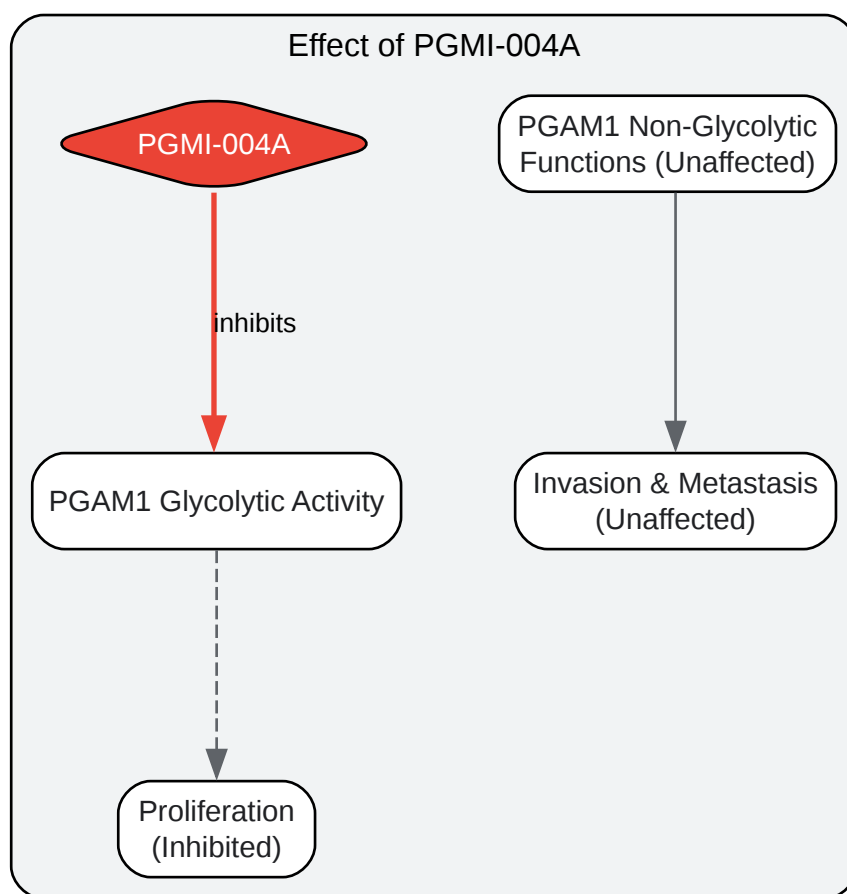 Effect of PGMI-004A
PGMI-004A
PGAM1 Non-Glycolytic
Functions (Unaffected)
inhibits
PGAM1 Glycolytic Activity
Invasion & Metastasis
(Unaffected)
Proliferation
(Inhibited)